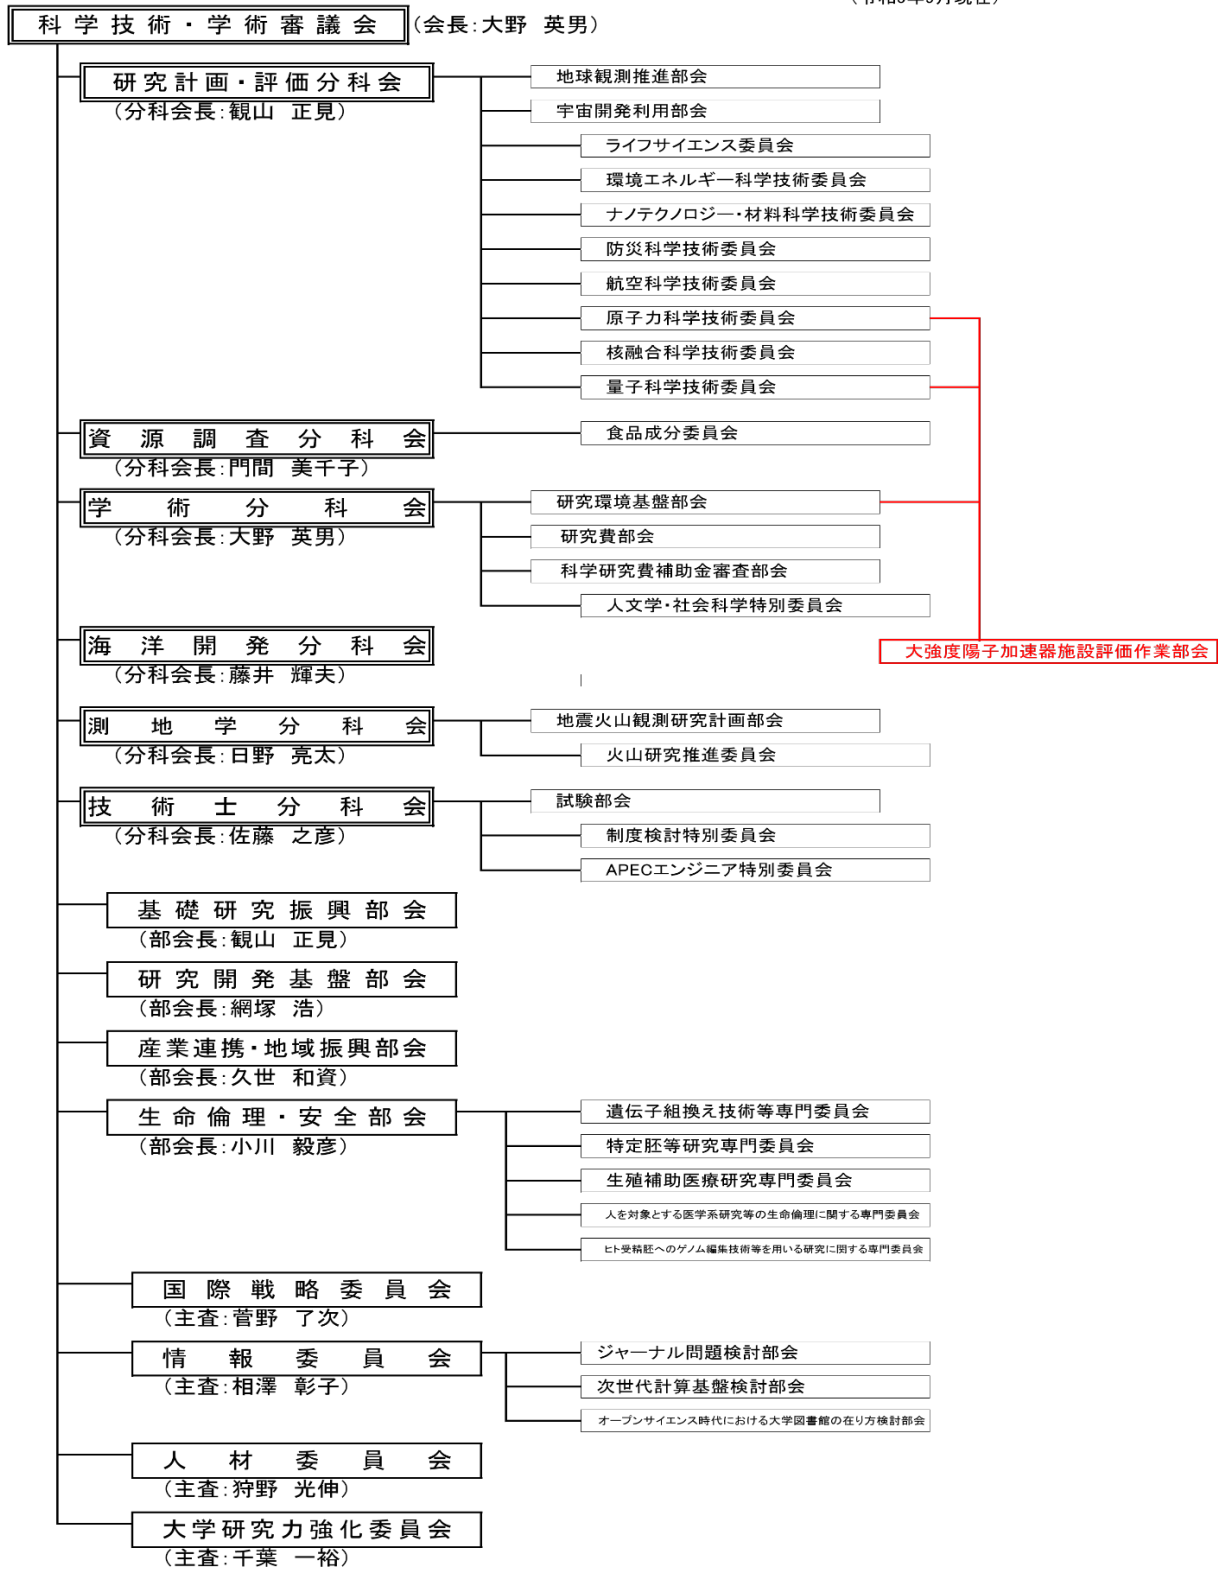 科学技術・学術審議会 (会長:大野 英男)
研究計画・評価分科会
(分科会長:観山 正見)
地球観測推進部会
宇宙開発利用部会
ライフサイエンス委員会
環境エネルギー科学技術委員会
ナノテクノロジー・材料科学技術委員会
防災科学技術委員会
航空科学技術委員会
原子力科学技術委員会
核融合科学技術委員会
量子科学技術委員会
資源調査分科会
(分科会長:門間 美千子)
食品成分委員会
学術分科会
(分科会長:大野 英男)
研究環境基盤部会
研究費部会
科学研究費補助金審査部会
人文学・社会科学特別委員会
大強度陽子加速器施設評価作業部会
海洋開発分科会
(分科会長:藤井 輝夫)
測地学分科会
(分科会長:日野 亮太)
地震火山観測研究計画部会
火山研究推進委員会
技術士分科会
(分科会長:佐藤 之彦)
試験部会
制度検討特別委員会
APECエンジニア特別委員会
基礎研究振興部会
(部会長:観山 正見)
研究開発基盤部会
(部会長:網塚 浩)
産業連携・地域振興部会
(部会長:久世 和資)
生命倫理・安全部会
(部会長:小川 毅彦)
遺伝子組換え技術等専門委員会
特定胚等研究専門委員会
生殖補助医療研究専門委員会
人を対象とする医学系研究等の生命倫理に関する専門委員会
ヒト受精胚へのゲノム編集技術等を用いる研究に関する専門委員会
国際戦略委員会
(主査:菅野 了次)
情報委員会
(主査:相澤 彰子)
ジャーナル問題検討部会
次世代計算基盤検討部会
オープンサイエンス時代における大学図書館の在り方検討部会
人材委員会
(主査:狩野 光伸)
大学研究力強化委員会
(主査:千葉 一裕)